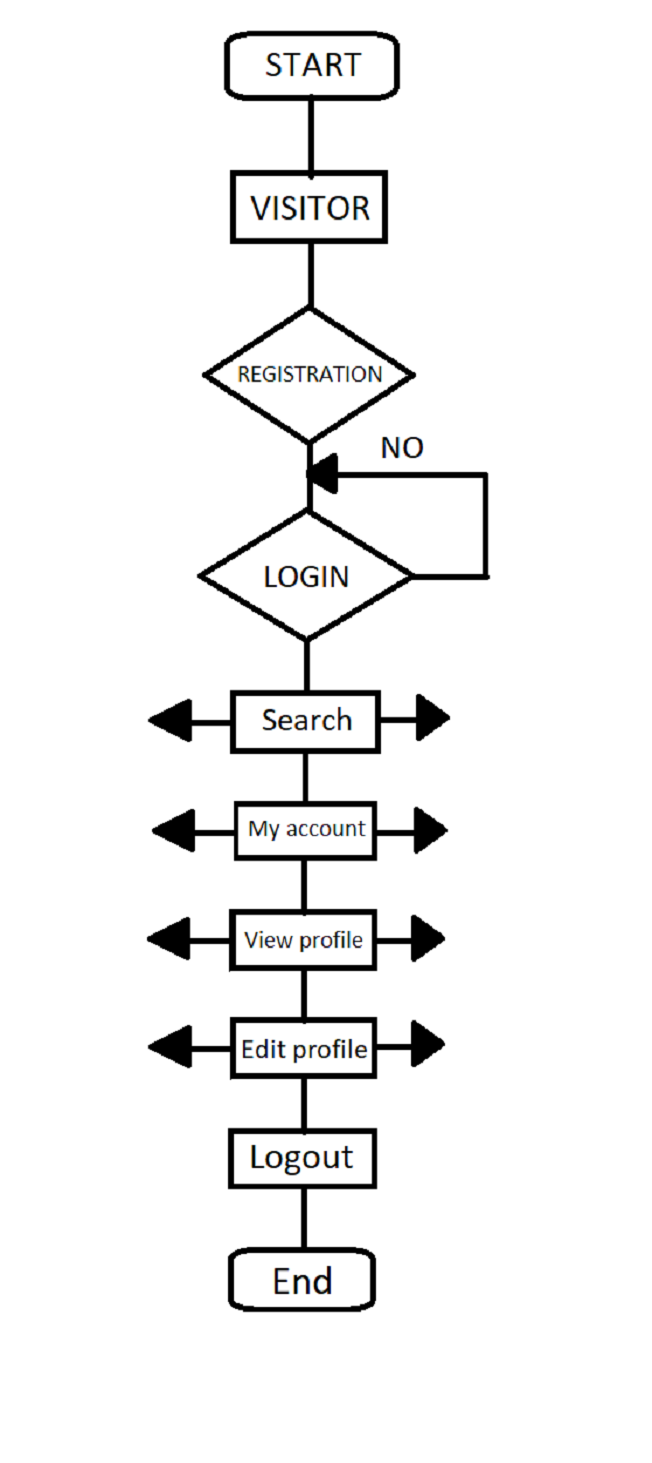 START
VISITOR
REGISTRATION
NO
LOGIN
Search
My account
View profile
Edit profile
Logout
End